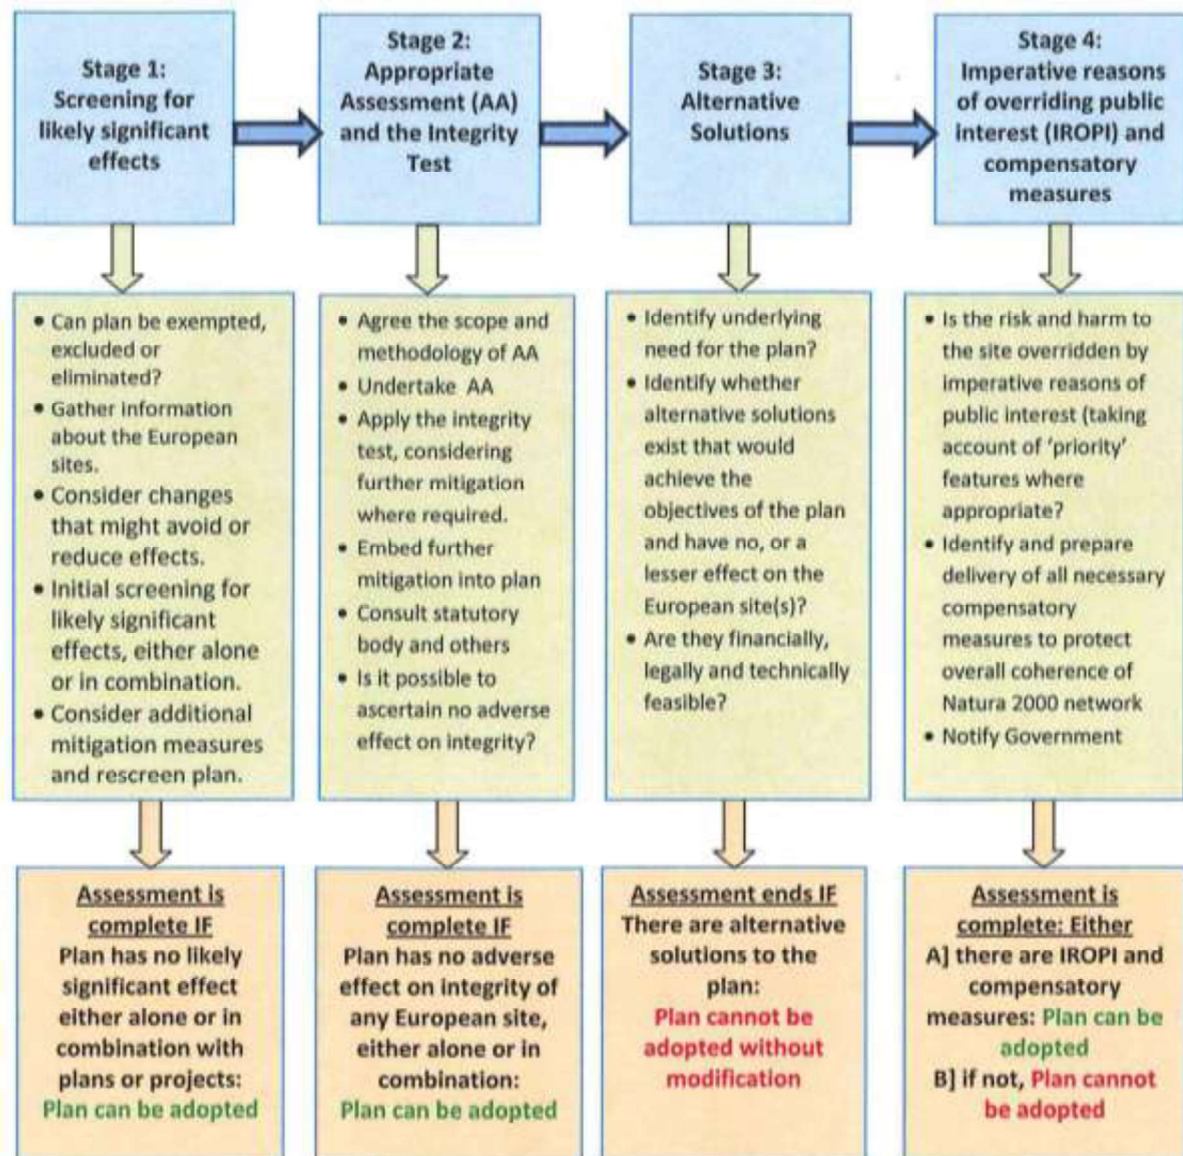 Stage 1:
Screening for
likely significant
effects
Stage 2:
Appropriate
Assessment (AA)
and the Integrity
Test
Stage 3:
Alternative
Solutions
Stage 4:
Imperative reasons
of overriding public
interest (IROPI) and
compensatory
measures
• Can plan be exempted,
excluded or
eliminated?
• Gather information
about the European
sites.
• Consider changes
that might avoid or
reduce effects.
• Initial screening for
likely significant
effects, either alone
or in combination.
• Consider additional
mitigation measures
and rescreen plan.
• Agree the scope and
methodology of AA
• Undertake AA
• Apply the integrity
test, considering
further mitigation
where required.
• Embed further
mitigation into plan
• Consult statutory
body and others
• Is it possible to
ascertain no adverse
effect on integrity?
• Identify underlying
need for the plan?
• Identify whether
alternative solutions
exist that would
achieve the
objectives of the plan
and have no, or a
lesser effect on the
European site(s)?
• Are they financially,
legally and technically
feasible?
• Is the risk and harm to
the site overridden by
imperative reasons of
public interest (taking
account of ‘priority’
features where
appropriate?
• Identify and prepare
delivery of all necessary
compensatory
measures to protect
overall coherence of
Natura 2000 network
• Notify Government
Assessment is
complete IF
Plan has no likely
significant effect
either alone or in
combination with
plans or projects:
Plan can be adopted
Assessment is
complete IF
Plan has no adverse
effect on integrity of
any European site,
either alone or in
combination:
Plan can be adopted
Assessment ends IF
There are alternative
solutions to the
plan:
Plan cannot be
adopted without
modification
Assessment is
complete: Either
A] there are IROPI and
compensatory
measures: Plan can be
adopted
B] if not, Plan cannot
be adopted